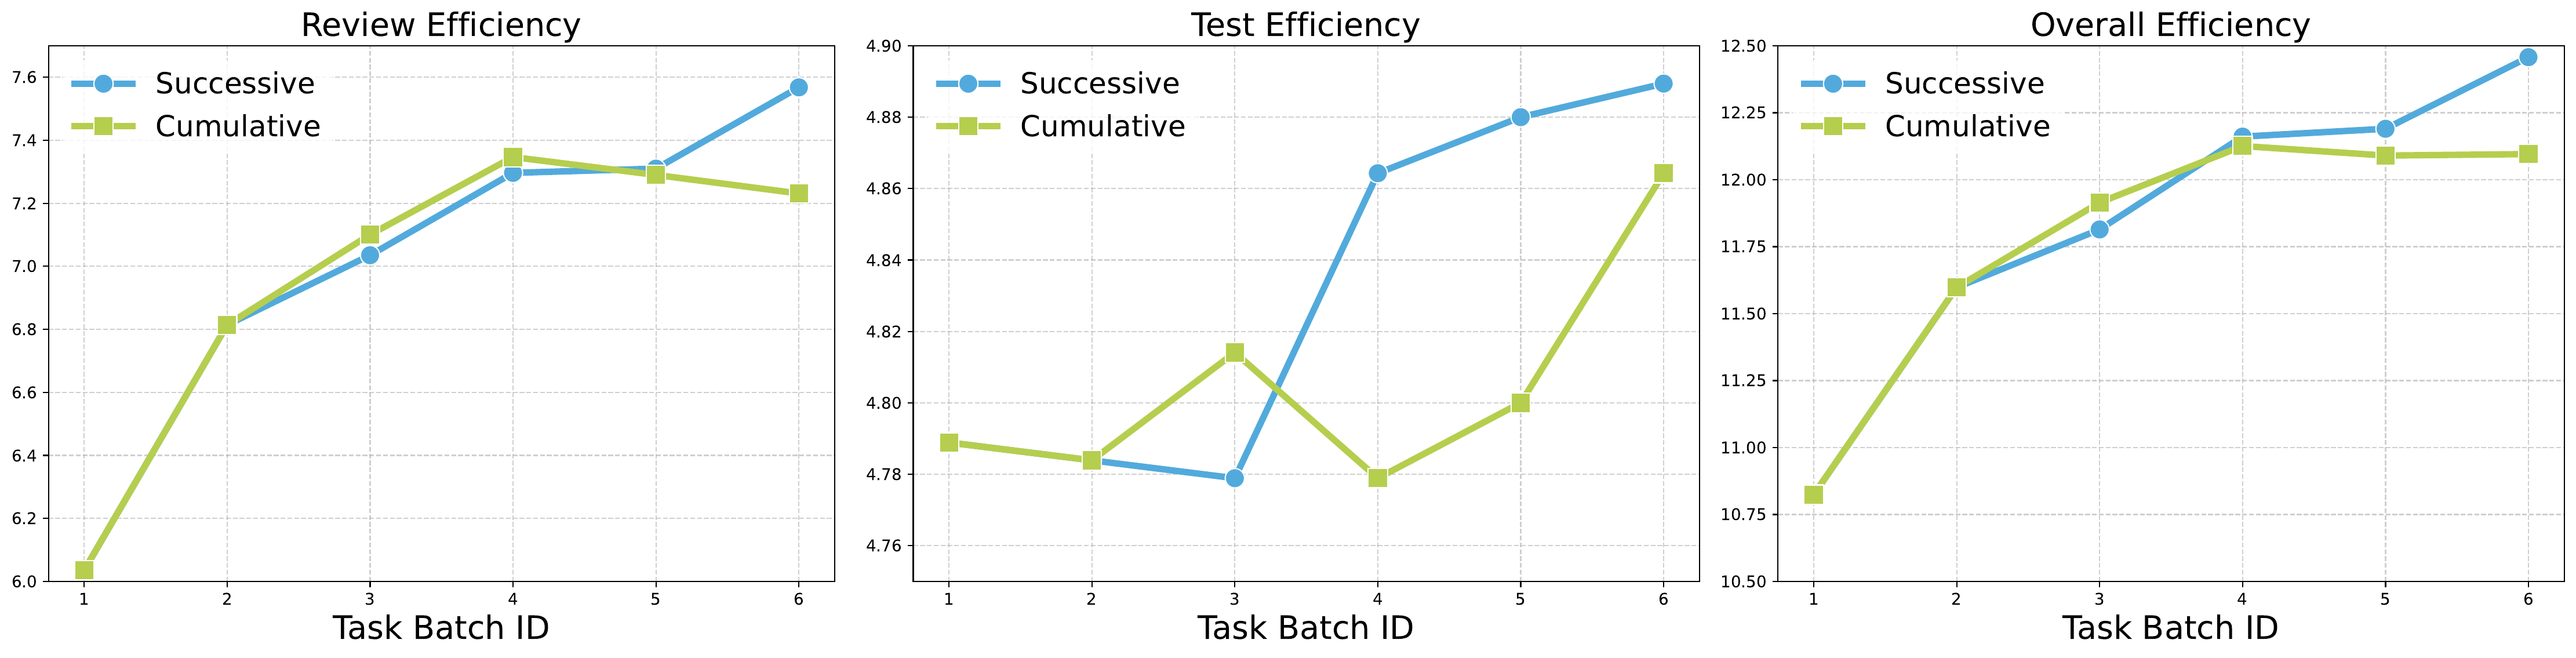 Review Efficiency
Successive
Cumulative
7.6
7.4
7.2
7.0
6.8
6.6
6.4
6.2
6.0
1 2 3 4 5 6
Task Batch ID
Test Efficiency
Successive
Cumulative
4.90
4.88
4.86
4.84
4.82
4.80
4.78
4.76
1 2 3 4 5 6
Task Batch ID
Overall Efficiency
Successive
Cumulative
12.50
12.25
12.00
11.75
11.50
11.25
11.00
10.75
10.50
1 2 3 4 5 6
Task Batch ID